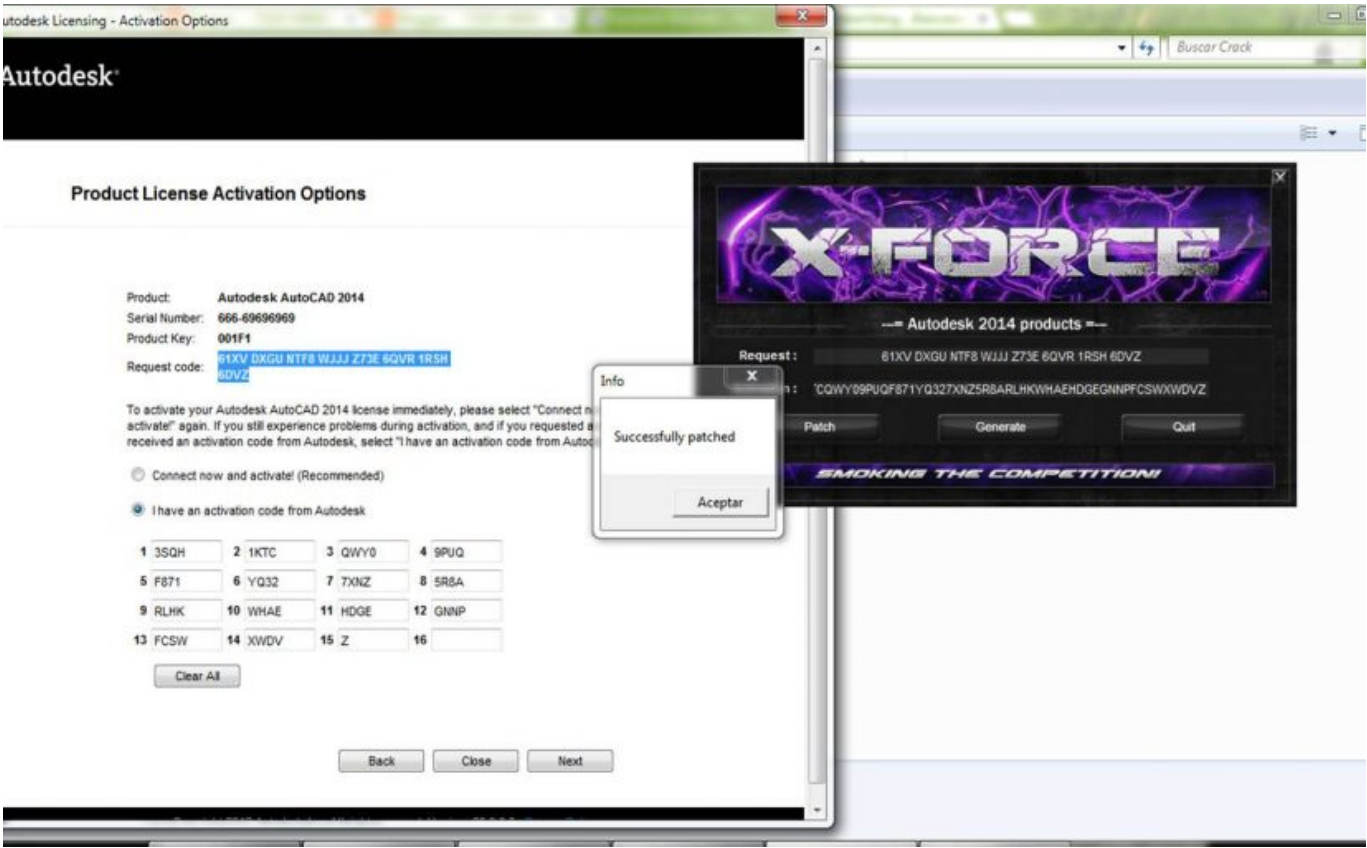 utodesk Licensing - Activation Options
Buscar Crack
Autodesk
Product License Activation Options
Product: Autodesk AutoCAD 2014
Serial Number: 666-69696969
Product Key: 001F1
Request code: 61XV DXGU NTF8 WJJJ Z73E 6QVR 1RSH
6DVZ
To activate your Autodesk AutoCAD 2014 license immediately, please select "Connect n
activate!" again. If you still experience problems during activation, and if you requested a
received an activation code from Autodesk, select "I have an activation code from Autod
Connect now and activate! (Recommended)
I have an activation code from Autodesk
1 3SQH 2 1KTC 3 QWY0 4 9PUQ
5 F871 6 YQ32 7 7XNZ 8 5R8A
9 RLHK 10 WHAE 11 HDGE 12 GNNP
13 FCSW 14 XWDV 15 Z 16
Clear All
Back Close Next
Info
Successfully patched
Aceptar
X-FORCE
--= Autodesk 2014 products =--
Request : 61XV DXGU NTF8 WJJJ Z73E 6QVR 1RSH 6DVZ
n : CQWY09PUQF871YQ327XNZ5R8ARLHKWHAEHDGEGNNPFCSWXWDVZ
Patch Generate Quit
SMOKING THE COMPETITION!